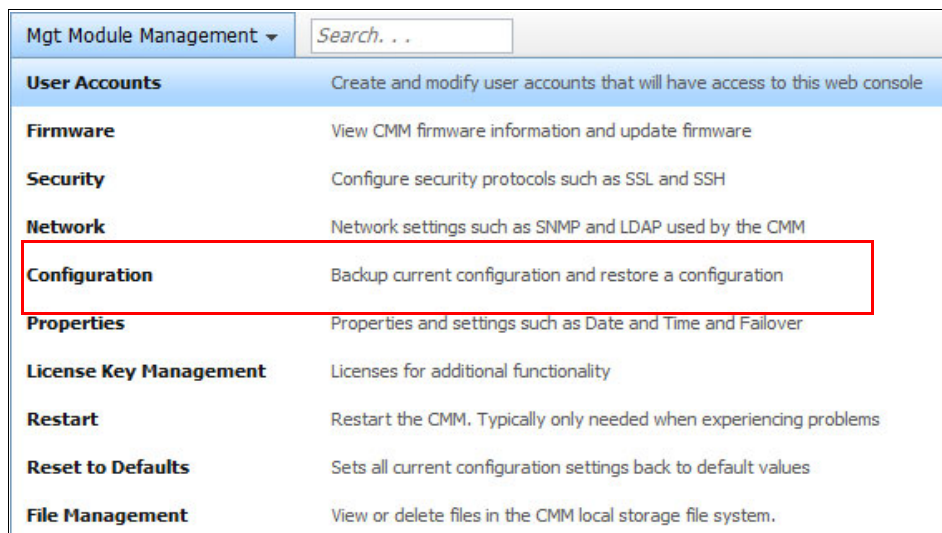 Mgt Module Management Search. . .
User Accounts Create and modify user accounts that will have access to this web console
Firmware View CMM firmware information and update firmware
Security Configure security protocols such as SSL and SSH
Network Network settings such as SNMP and LDAP used by the CMM
Configuration Backup current configuration and restore a configuration
Properties Properties and settings such as Date and Time and Failover
License Key Management Licenses for additional functionality
Restart Restart the CMM. Typically only needed when experiencing problems
Reset to Defaults Sets all current configuration settings back to default values
File Management View or delete files in the CMM local storage file system.